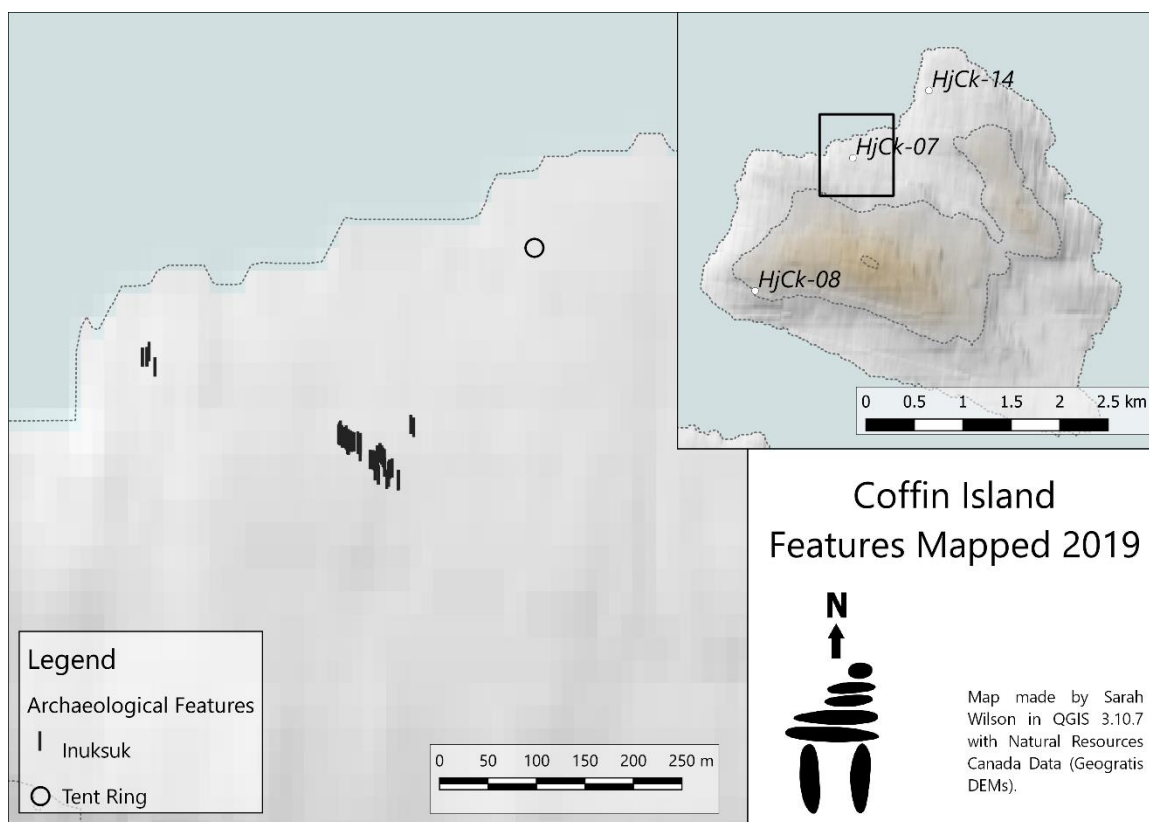 HjCk-14
HjCk-07
HjCk-08
0 0.5 1 1.5 2 2.5 km
Coffin Island
Features Mapped 2019
N
Map made by Sarah
Wilson in QGIS 3.10.7
with Natural Resources
Canada Data (Geogratis
DEMs).
Legend
Archaeological Features
Inuksuk
Tent Ring
0 50 100 150 200 250 m